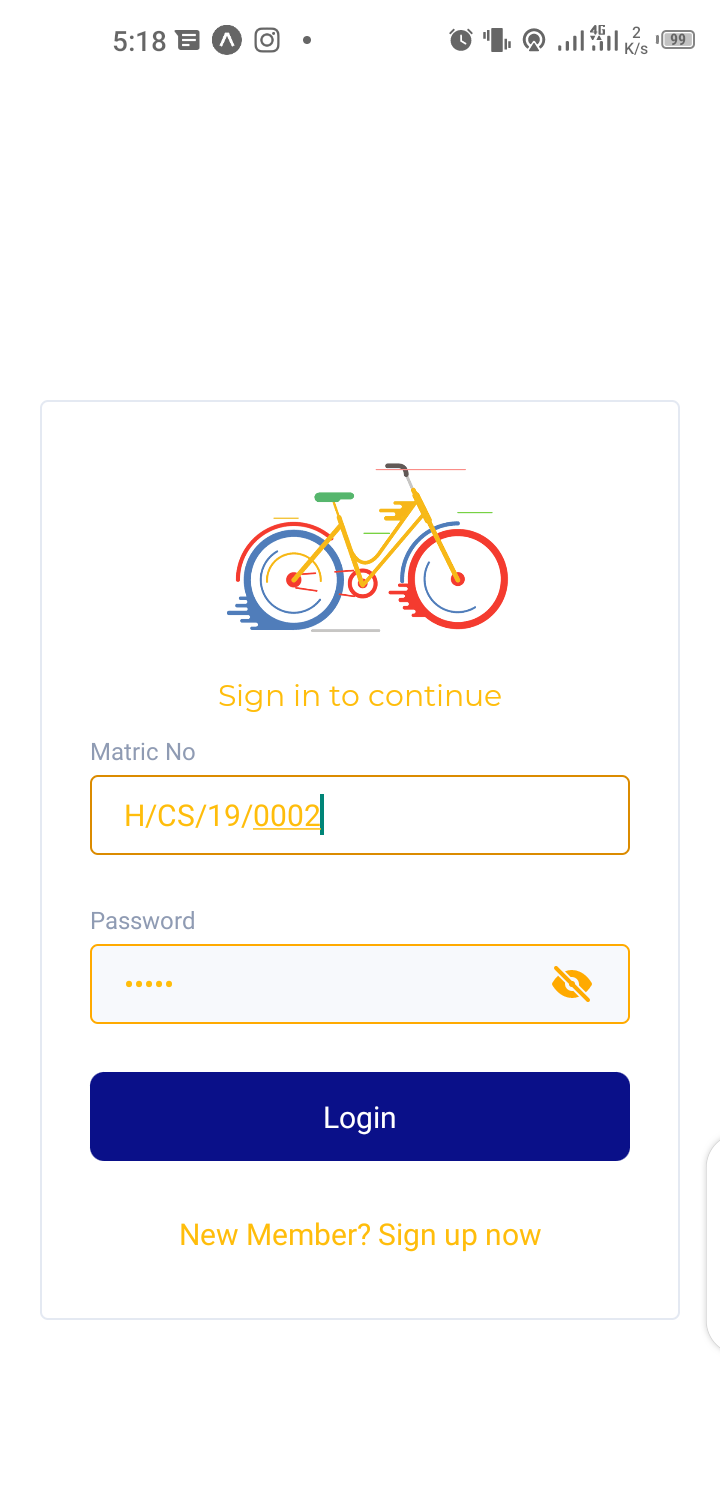 5:18 4G 2 K/s 99
Sign in to continue
Matric No
H/CS/19/0002
Password
•••••
Login
New Member? Sign up now